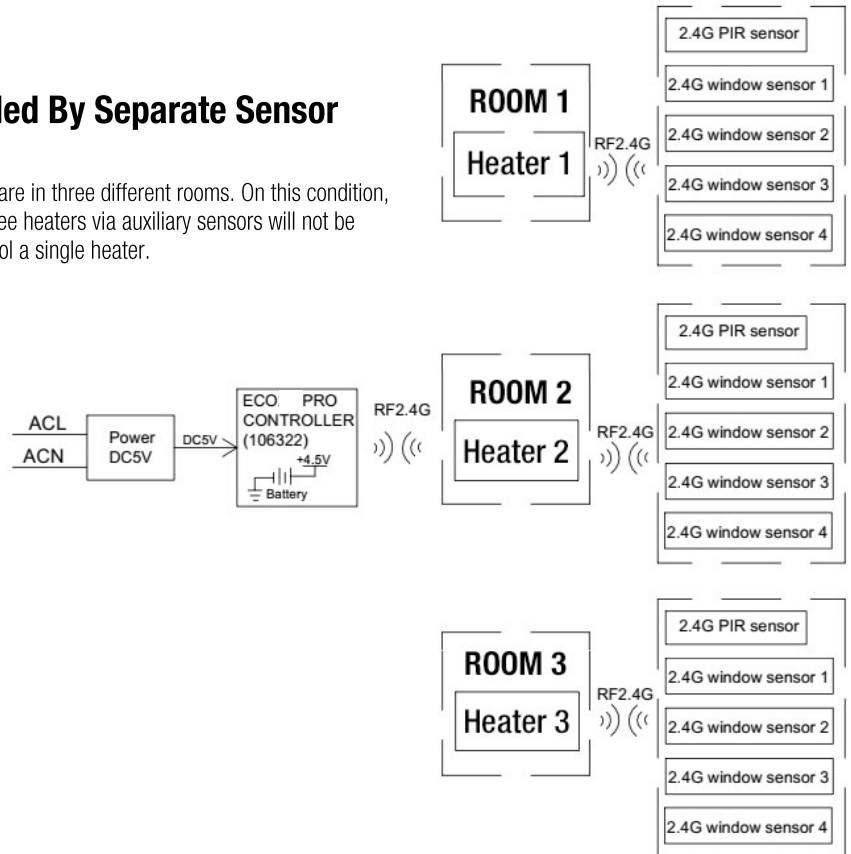 led By Separate Sensor
are in three different rooms. On this condition,
ee heaters via auxiliary sensors will not be
ol a single heater.
ROOM 1
Heater 1
RF2.4G
2.4G PIR sensor
2.4G window sensor 1
2.4G window sensor 2
2.4G window sensor 3
2.4G window sensor 4
ACL
ACN
Power
DC5V
DC5V
ECO PRO
CONTROLLER
(106322)
+4.5V
Battery
RF2.4G
ROOM 2
Heater 2
RF2.4G
2.4G PIR sensor
2.4G window sensor 1
2.4G window sensor 2
2.4G window sensor 3
2.4G window sensor 4
ROOM 3
Heater 3
RF2.4G
2.4G PIR sensor
2.4G window sensor 1
2.4G window sensor 2
2.4G window sensor 3
2.4G window sensor 4